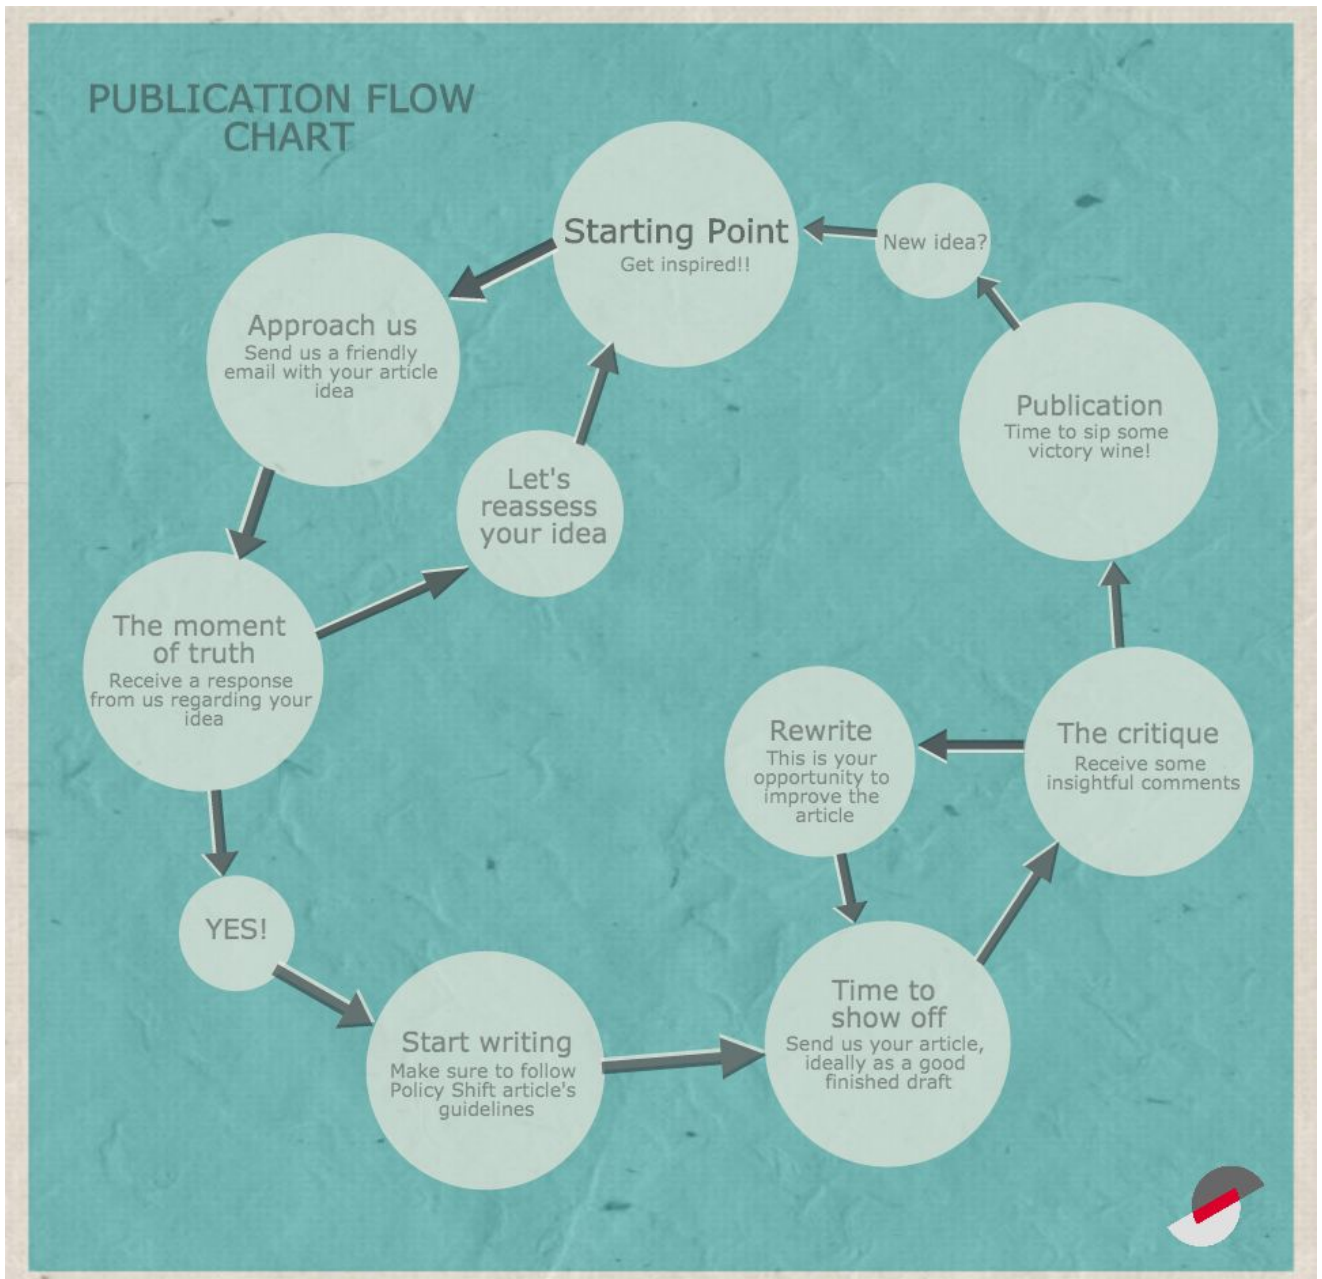 PUBLICATION FLOW
CHART
Starting Point
Get inspired!!
New idea?
Approach us
Send us a friendly
email with your article
idea
Publication
Time to sip some
victory wine!
Let's
reassess
your idea
The moment
of truth
Receive a response
from us regarding your
idea
Rewrite
This is your
opportunity to
improve the
article
The critique
Receive some
insightful comments
YES!
Start writing
Make sure to follow
Policy Shift article's
guidelines
Time to
show off
Send us your article,
ideally as a good
finished draft